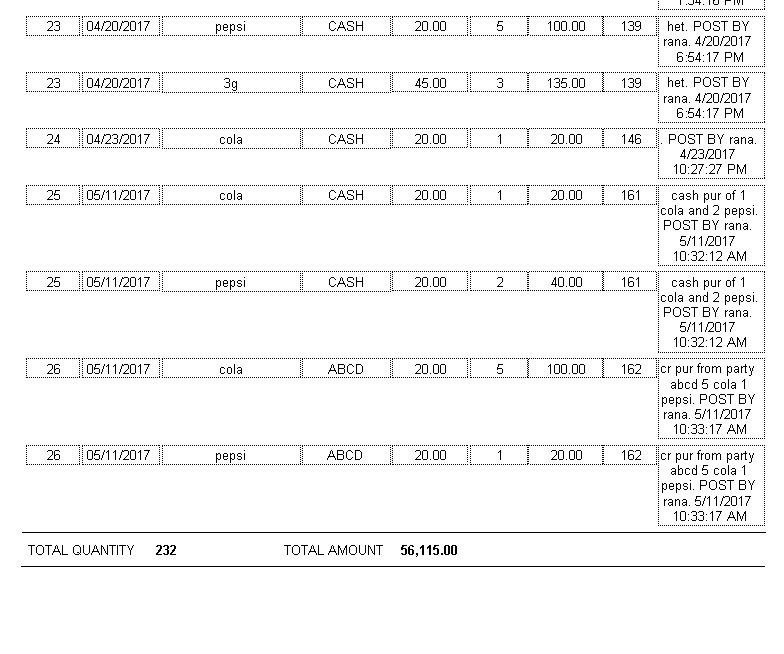 1:54:16 PM
23 04/20/2017 pepsi CASH 20.00 5 100.00 139 het. POST BY
rana. 4/20/2017
6:54:17 PM
23 04/20/2017 3g CASH 45.00 3 135.00 139 het. POST BY
rana. 4/20/2017
6:54:17 PM
24 04/23/2017 cola CASH 20.00 1 20.00 146 POST BY rana.
4/23/2017
10:27:27 PM
25 05/11/2017 cola CASH 20.00 1 20.00 161 cash pur of 1
cola and 2 pepsi.
POST BY rana.
5/11/2017
10:32:12 AM
25 05/11/2017 pepsi CASH 20.00 2 40.00 161 cash pur of 1
cola and 2 pepsi.
POST BY rana.
5/11/2017
10:32:12 AM
26 05/11/2017 cola ABCD 20.00 5 100.00 162 cr pur from party
abcd 5 cola 1
pepsi. POST BY
rana. 5/11/2017
10:33:17 AM
26 05/11/2017 pepsi ABCD 20.00 1 20.00 162 cr pur from party
abcd 5 cola 1
pepsi. POST BY
rana. 5/11/2017
10:33:17 AM
TOTAL QUANTITY 232 TOTAL AMOUNT 56,115.00